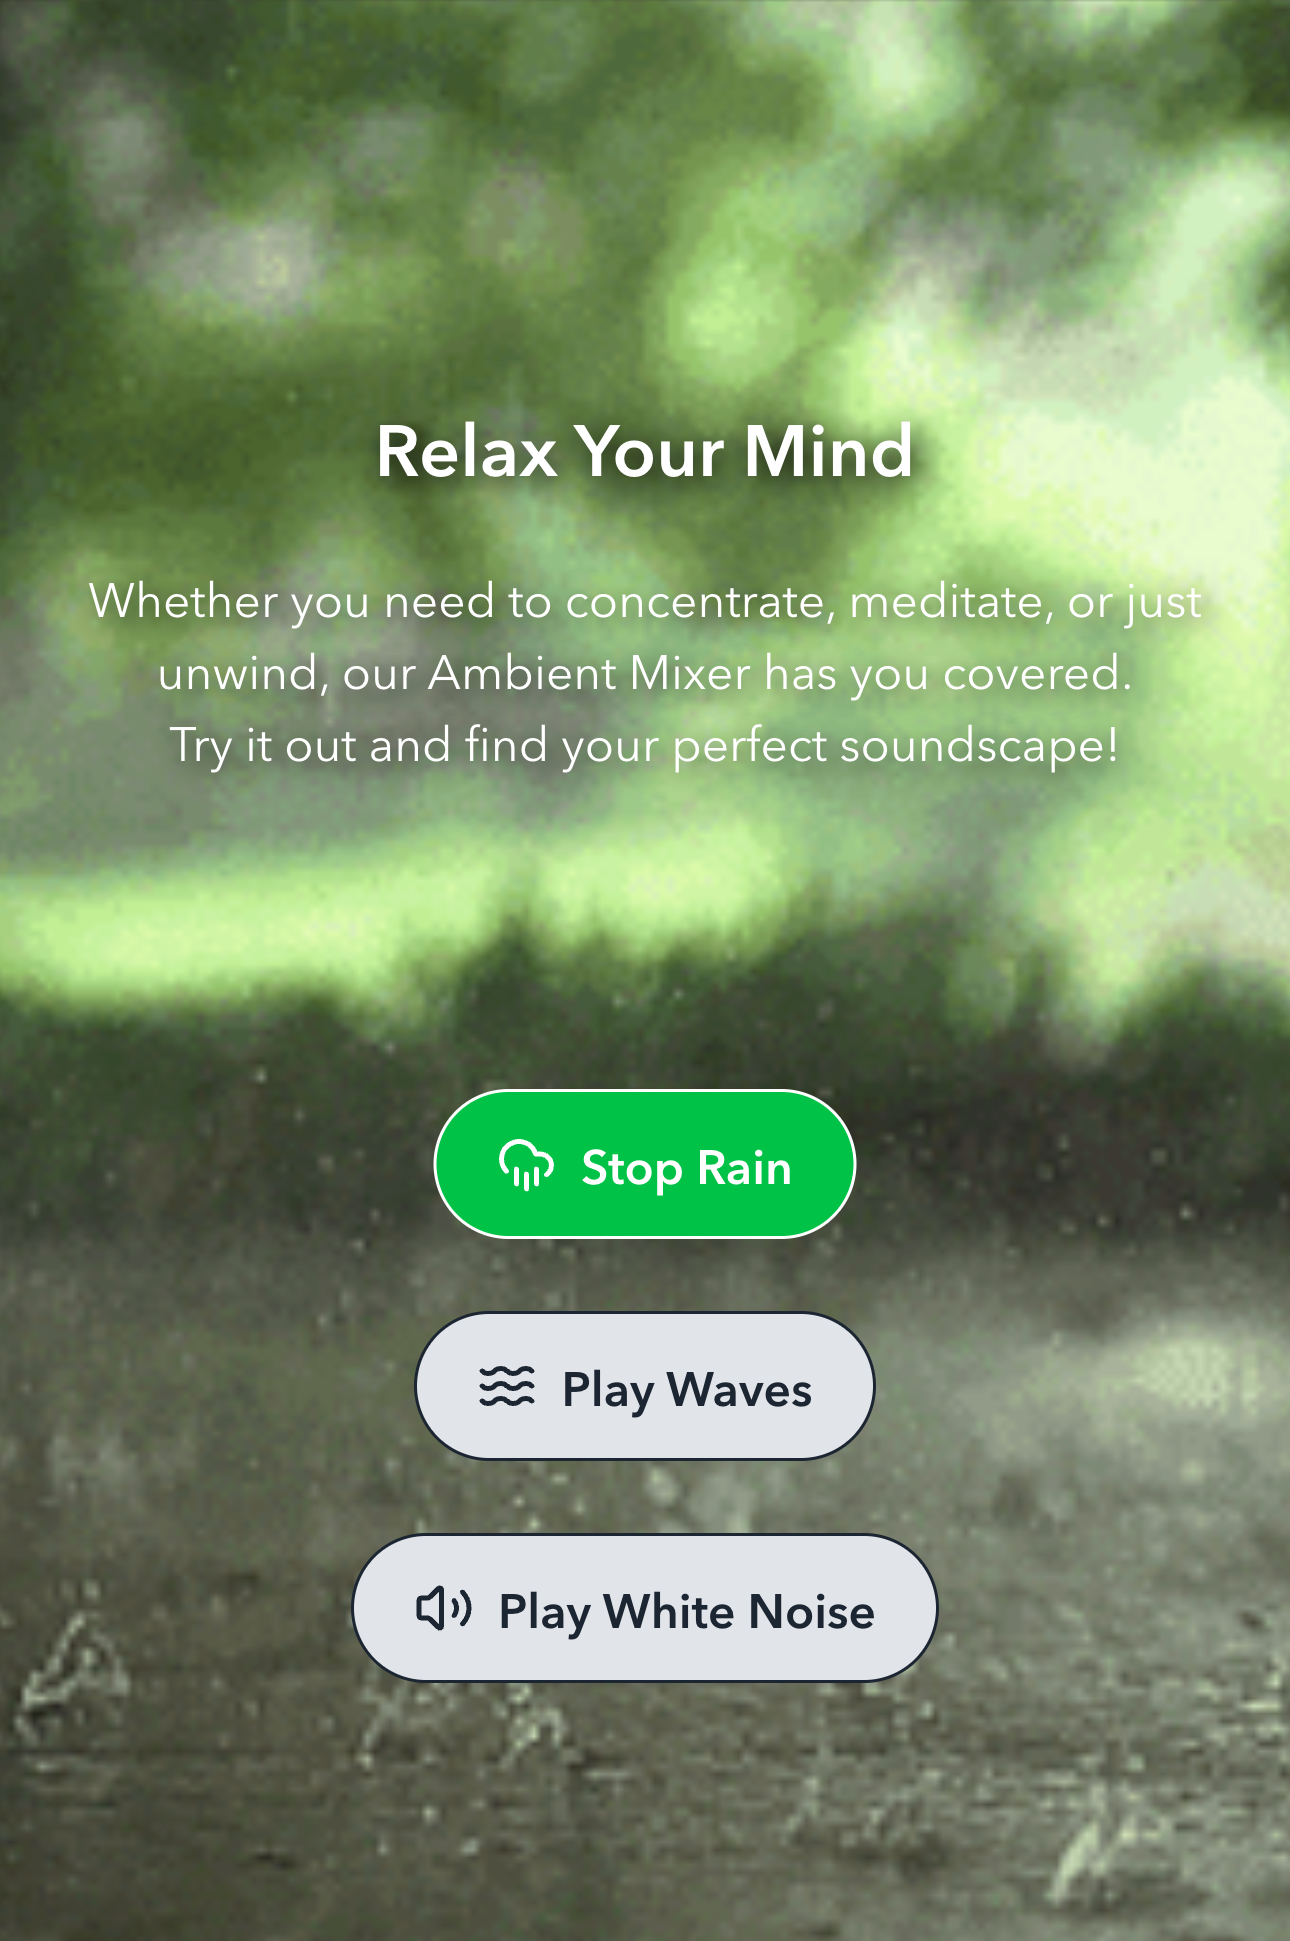 Relax Your Mind
Whether you need to concentrate, meditate, or just
unwind, our Ambient Mixer has you covered.
Try it out and find your perfect soundscape!
Stop Rain
Play Waves
Play White Noise